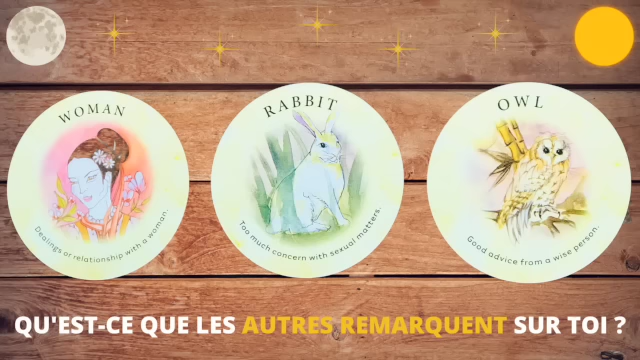 WOMAN
Dealings or relationship with a woman.
RABBIT
Too much concern with sexual matters.
OWL
Good advice from a wise person.
QU'EST-CE QUE LES AUTRES REMARQUENT SUR TOI ?